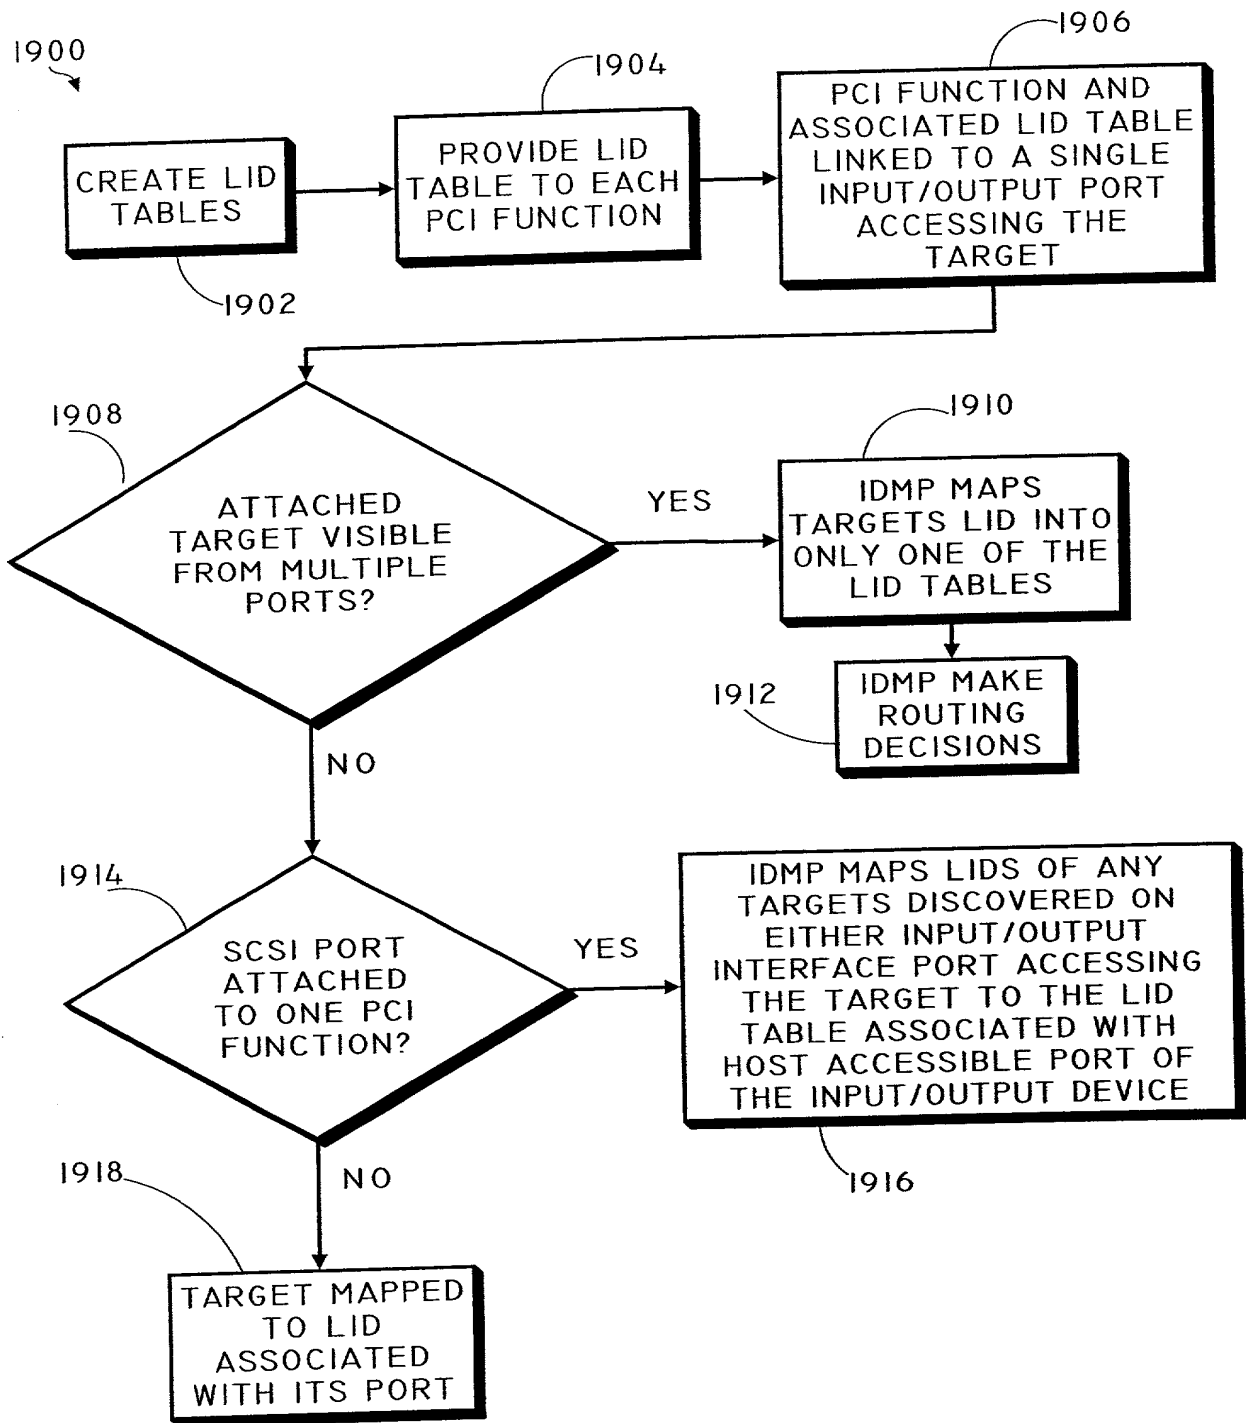 1900
CREATE LID
TABLES
1902
1904
PROVIDE LID
TABLE TO EACH
PCI FUNCTION
1906
PCI FUNCTION AND
ASSOCIATED LID TABLE
LINKED TO A SINGLE
INPUT/OUTPUT PORT
ACCESSING THE
TARGET
1908
ATTACHED
TARGET VISIBLE
FROM MULTIPLE
PORTS?
YES
1910
IDMP MAPS
TARGETS LID INTO
ONLY ONE OF THE
LID TABLES
1912
IDMP MAKE
ROUTING
DECISIONS
NO
1914
SCSI PORT
ATTACHED
TO ONE PCI
FUNCTION?
YES
IDMP MAPS LIDS OF ANY
TARGETS DISCOVERED ON
EITHER INPUT/OUTPUT
INTERFACE PORT ACCESSING
THE TARGET TO THE LID
TABLE ASSOCIATED WITH
HOST ACCESSIBLE PORT OF
THE INPUT/OUTPUT DEVICE
1916
NO
1918
TARGET MAPPED
TO LID
ASSOCIATED
WITH ITS PORT